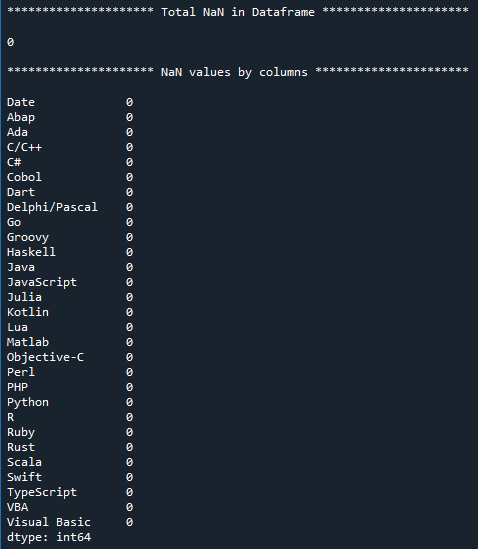 ********************* Total NaN in Dataframe *********************
0
********************* NaN values by columns **********************
Date 0
Abap 0
Ada 0
C/C++ 0
C# 0
Cobol 0
Dart 0
Delphi/Pascal 0
Go 0
Groovy 0
Haskell 0
Java 0
JavaScript 0
Julia 0
Kotlin 0
Lua 0
Matlab 0
Objective-C 0
Perl 0
PHP 0
Python 0
R 0
Ruby 0
Rust 0
Scala 0
Swift 0
TypeScript 0
VBA 0
Visual Basic 0
dtype: int64